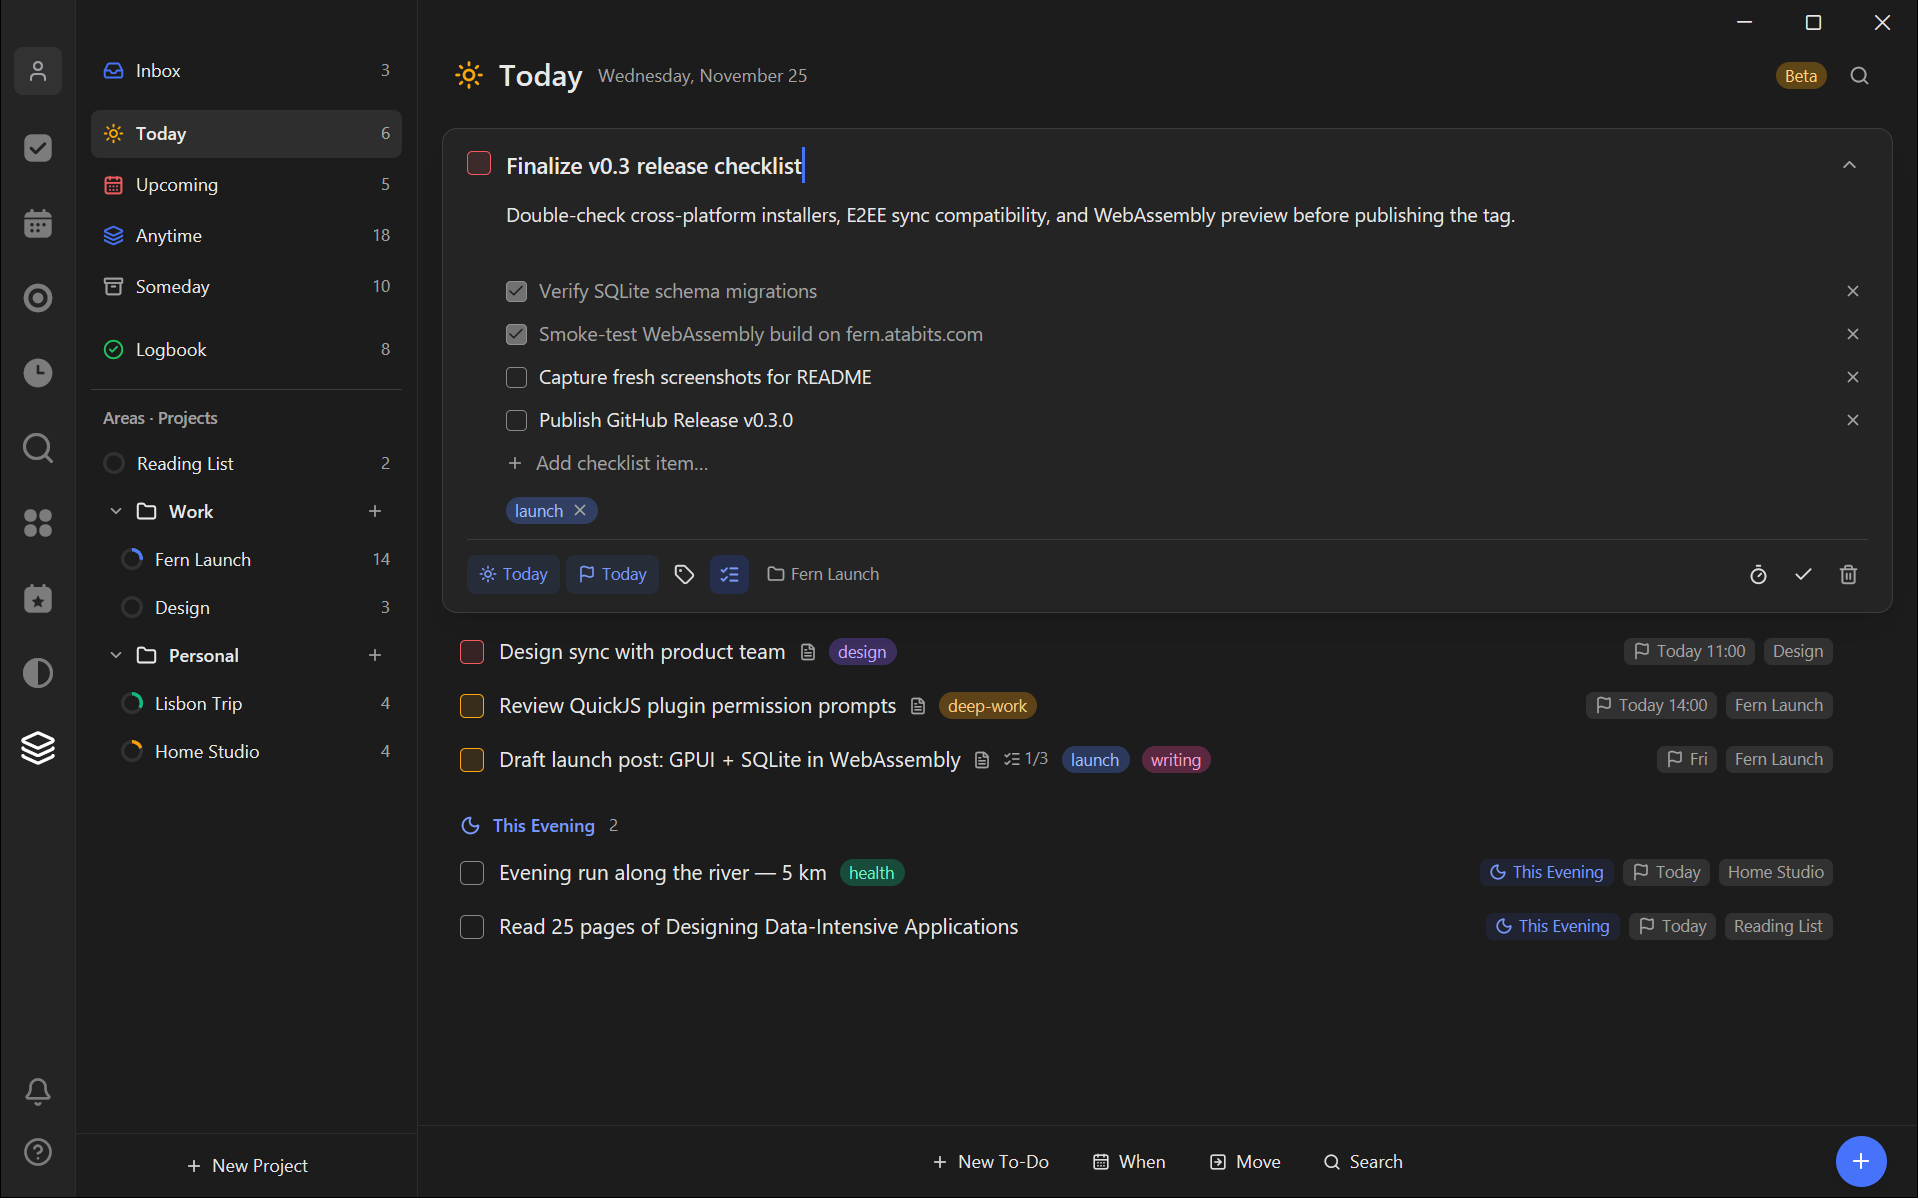 Inbox 3
Today 6
Upcoming 5
Anytime 18
Someday 10
Logbook 8
Areas · Projects
Reading List 2
Work
Fern Launch 14
Design 3
Personal
Lisbon Trip 4
Home Studio 4
New Project
Today Wednesday, November 25
Beta
Finalize v0.3 release checklist
Double-check cross-platform installers, E2EE sync compatibility, and WebAssembly preview before publishing the tag.
Verify SQLite schema migrations
Smoke-test WebAssembly build on fern.atabits.com
Capture fresh screenshots for README
Publish GitHub Release v0.3.0
Add checklist item...
launch
Today Today Fern Launch
Design sync with product team design Today 11:00 Design
Review QuickJS plugin permission prompts deep-work Today 14:00 Fern Launch
Draft launch post: GPUI + SQLite in WebAssembly 1/3 launch writing Fri Fern Launch
This Evening 2
Evening run along the river — 5 km health This Evening Today Home Studio
Read 25 pages of Designing Data-Intensive Applications This Evening Today Reading List
New To-Do When Move Search